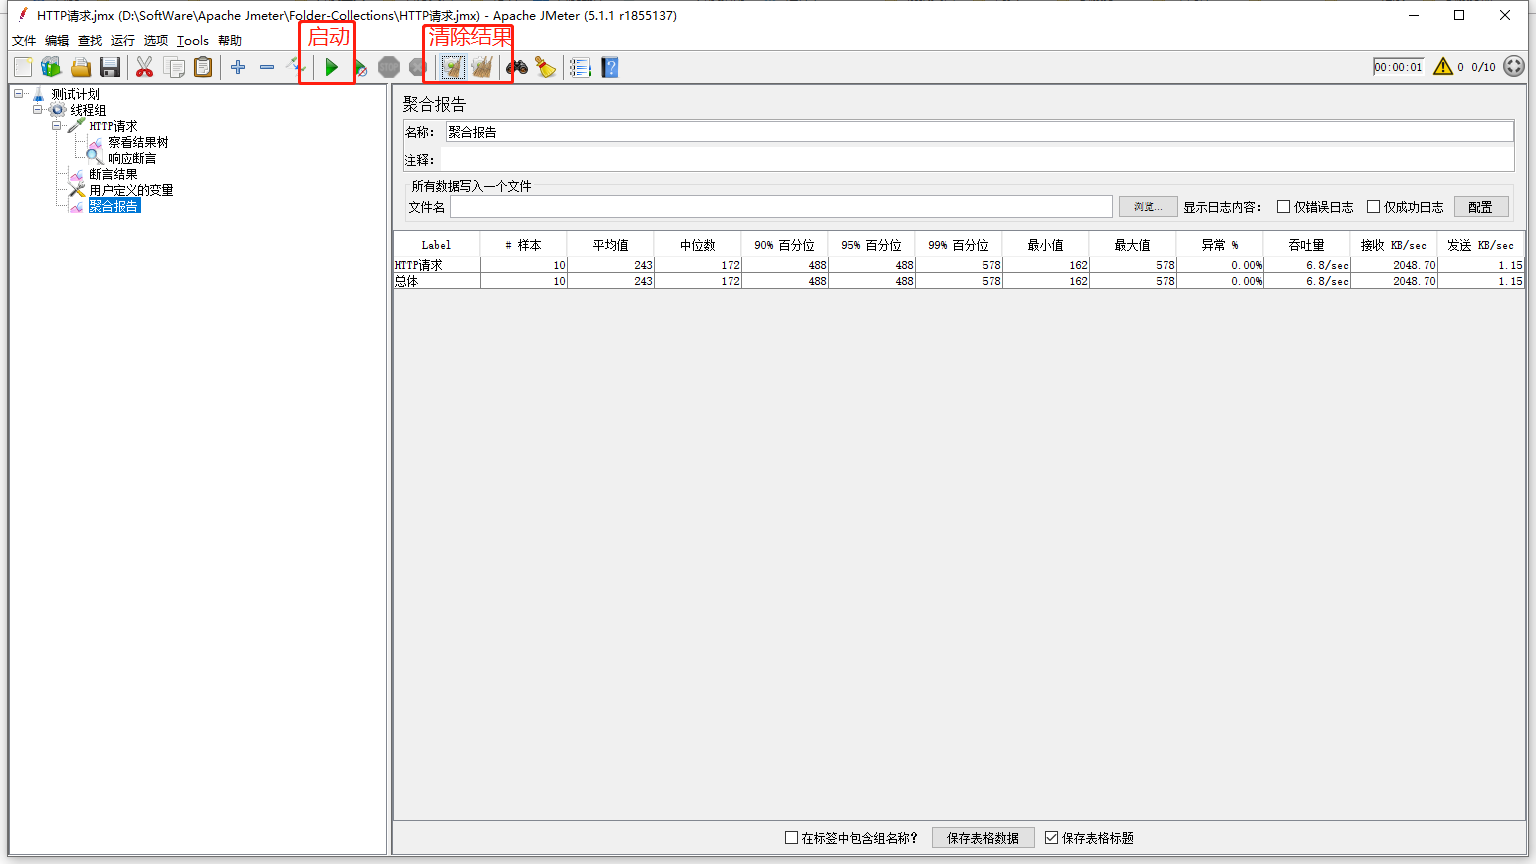 HTTP请求.jmx (D:\SoftWare\Apache Jmeter\Folder-Collections\HTTP请求.jmx) - Apache JMeter (5.1.1 r1855137)
文件 编辑 查找 运行 选项 Tools 帮助
启动
清除结果
STOP
00:00:01
0 0/10
测试计划
线程组
HTTP请求
察看结果树
响应断言
断言结果
用户定义的变量
聚合报告
聚合报告
名称： 聚合报告
注释：
所有数据写入一个文件
文件名 浏览... 显示日志内容： 仅错误日志 仅成功日志 配置
Label # 样本 平均值 中位数 90% 百分位 95% 百分位 99% 百分位 最小值 最大值 异常 % 吞吐量 接收 KB/sec 发送 KB/sec
HTTP请求 10 243 172 488 488 578 162 578 0.00% 6.8/sec 2048.70 1.15
总体 10 243 172 488 488 578 162 578 0.00% 6.8/sec 2048.70 1.15
在标签中包含组名称? 保存表格数据 保存表格标题